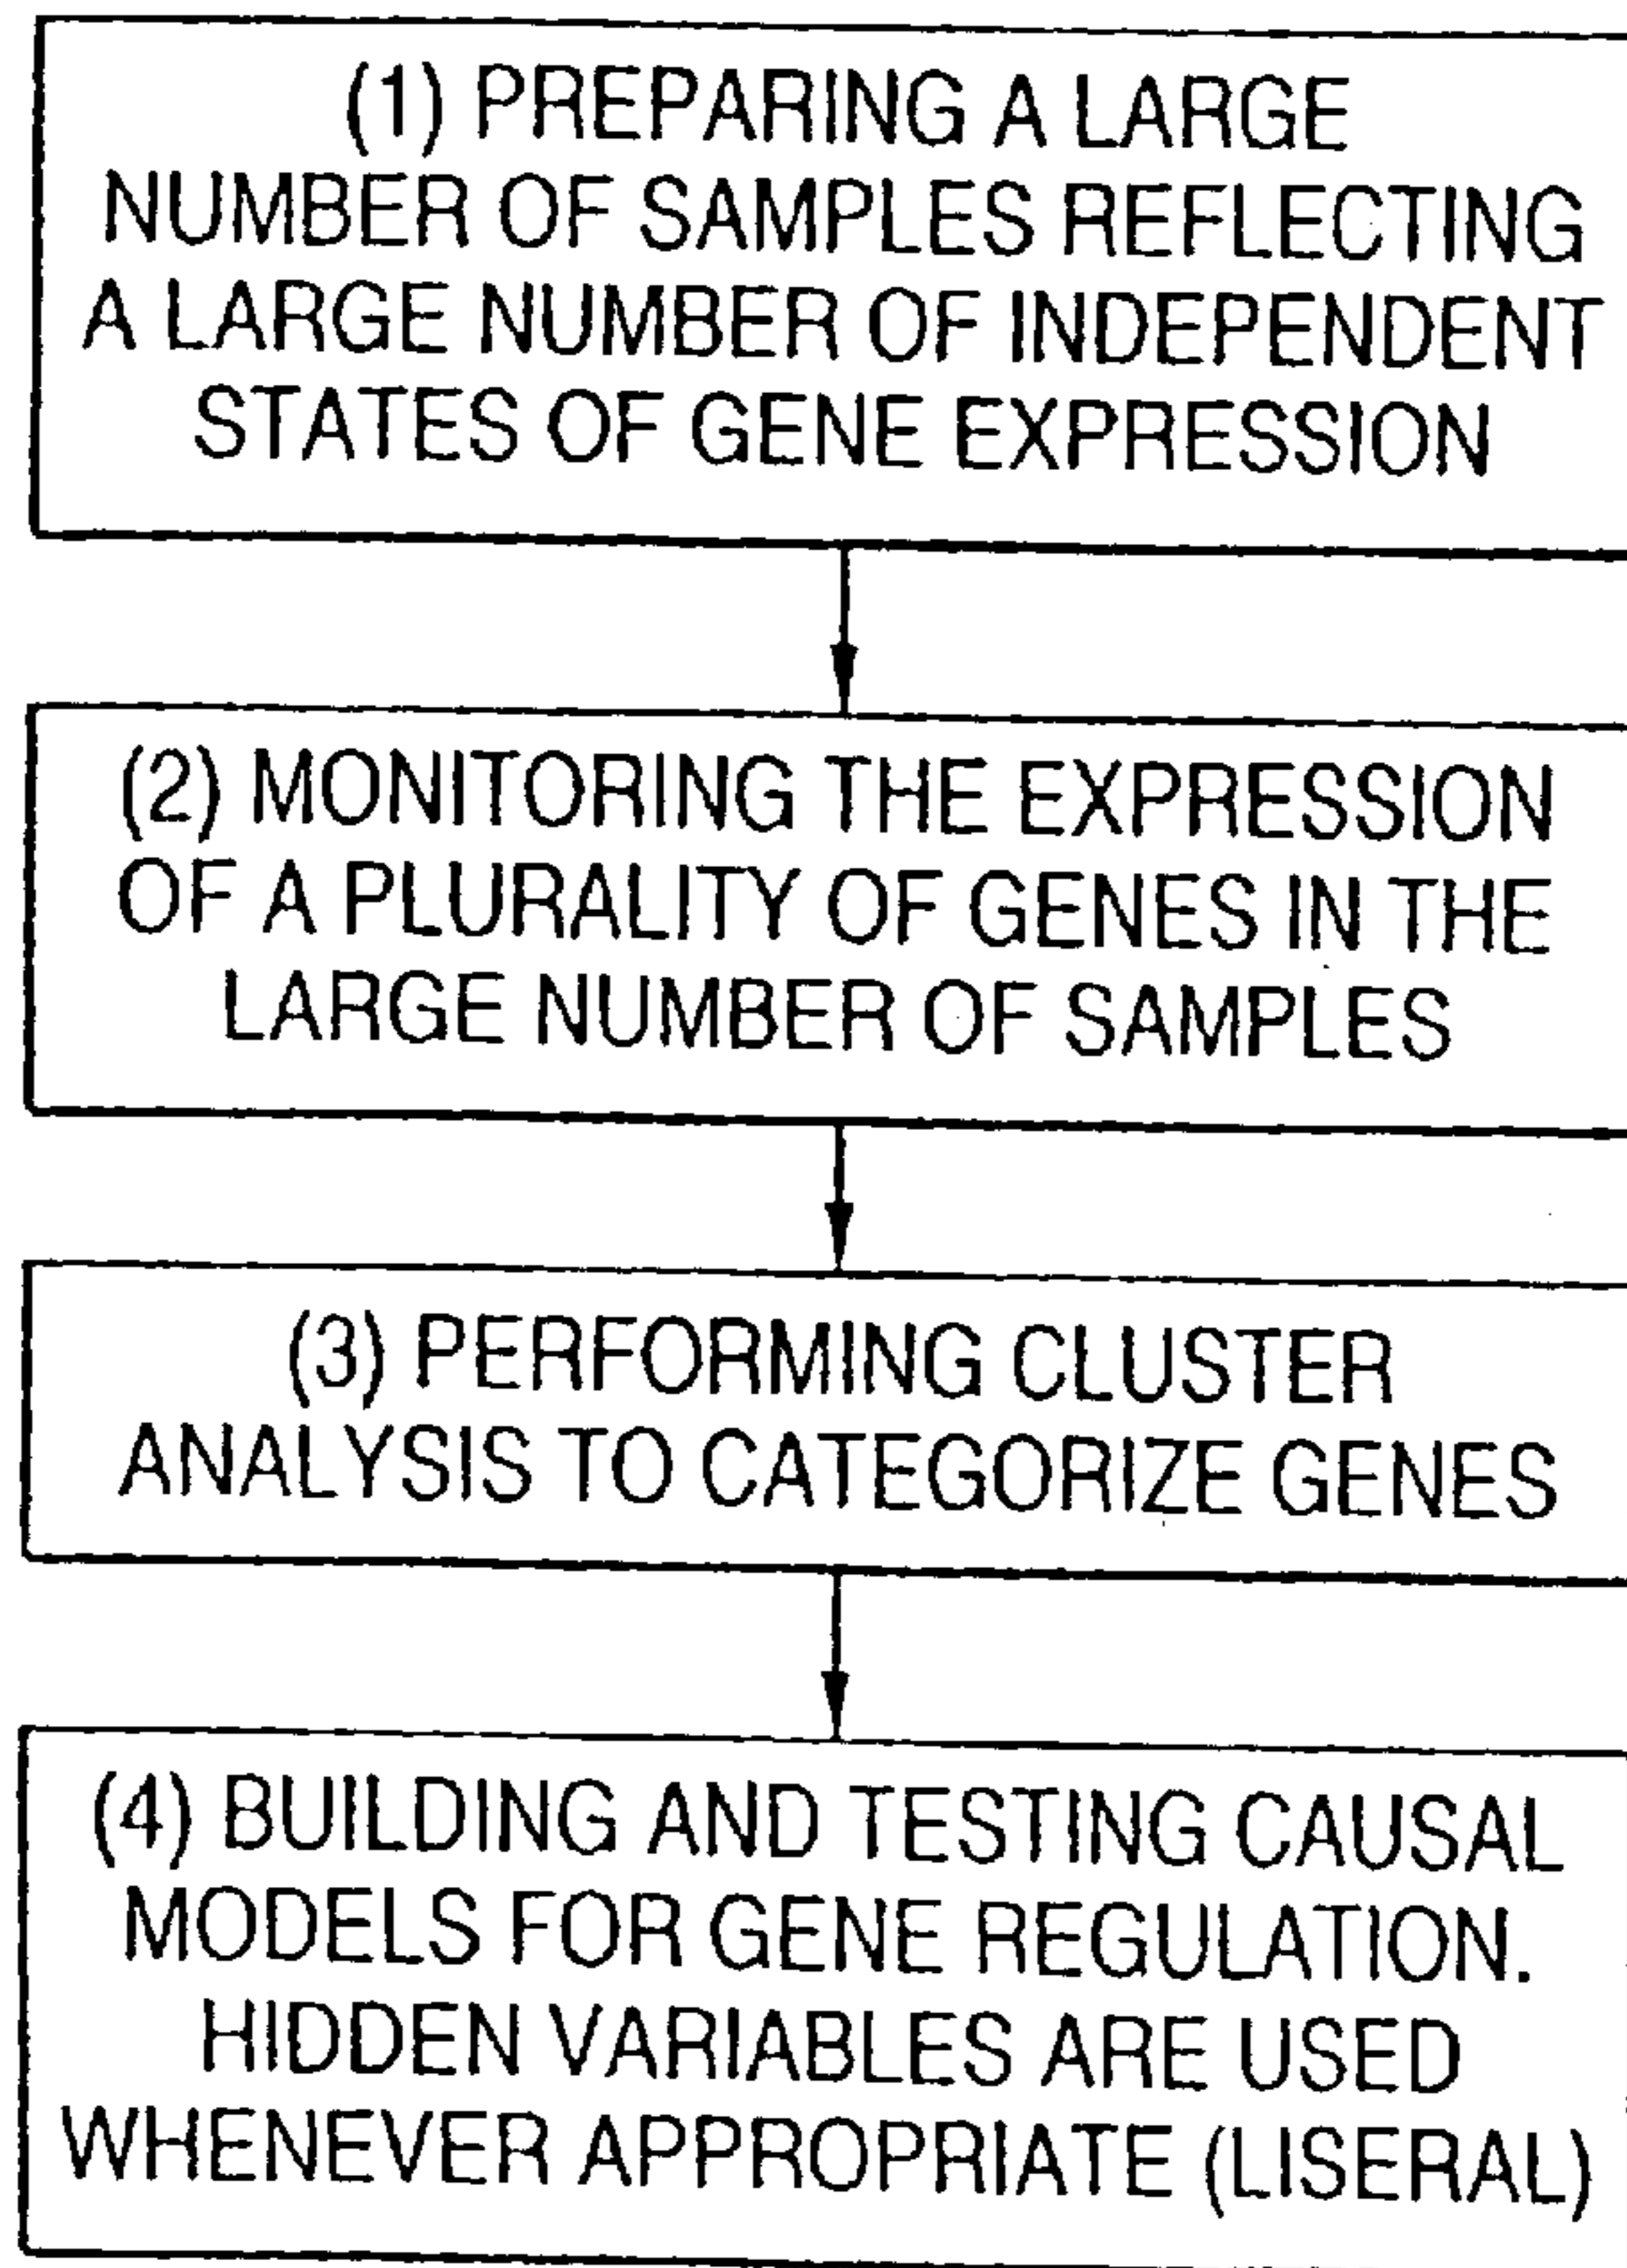 (1) PREPARING A LARGE
NUMBER OF SAMPLES REFLECTING
A LARGE NUMBER OF INDEPENDENT
STATES OF GENE EXPRESSION
(2) MONITORING THE EXPRESSION
OF A PLURALITY OF GENES IN THE
LARGE NUMBER OF SAMPLES
(3) PERFORMING CLUSTER
ANALYSIS TO CATEGORIZE GENES
(4) BUILDING AND TESTING CAUSAL
MODELS FOR GENE REGULATION.
HIDDEN VARIABLES ARE USED
WHENEVER APPROPRIATE (LISERAL)